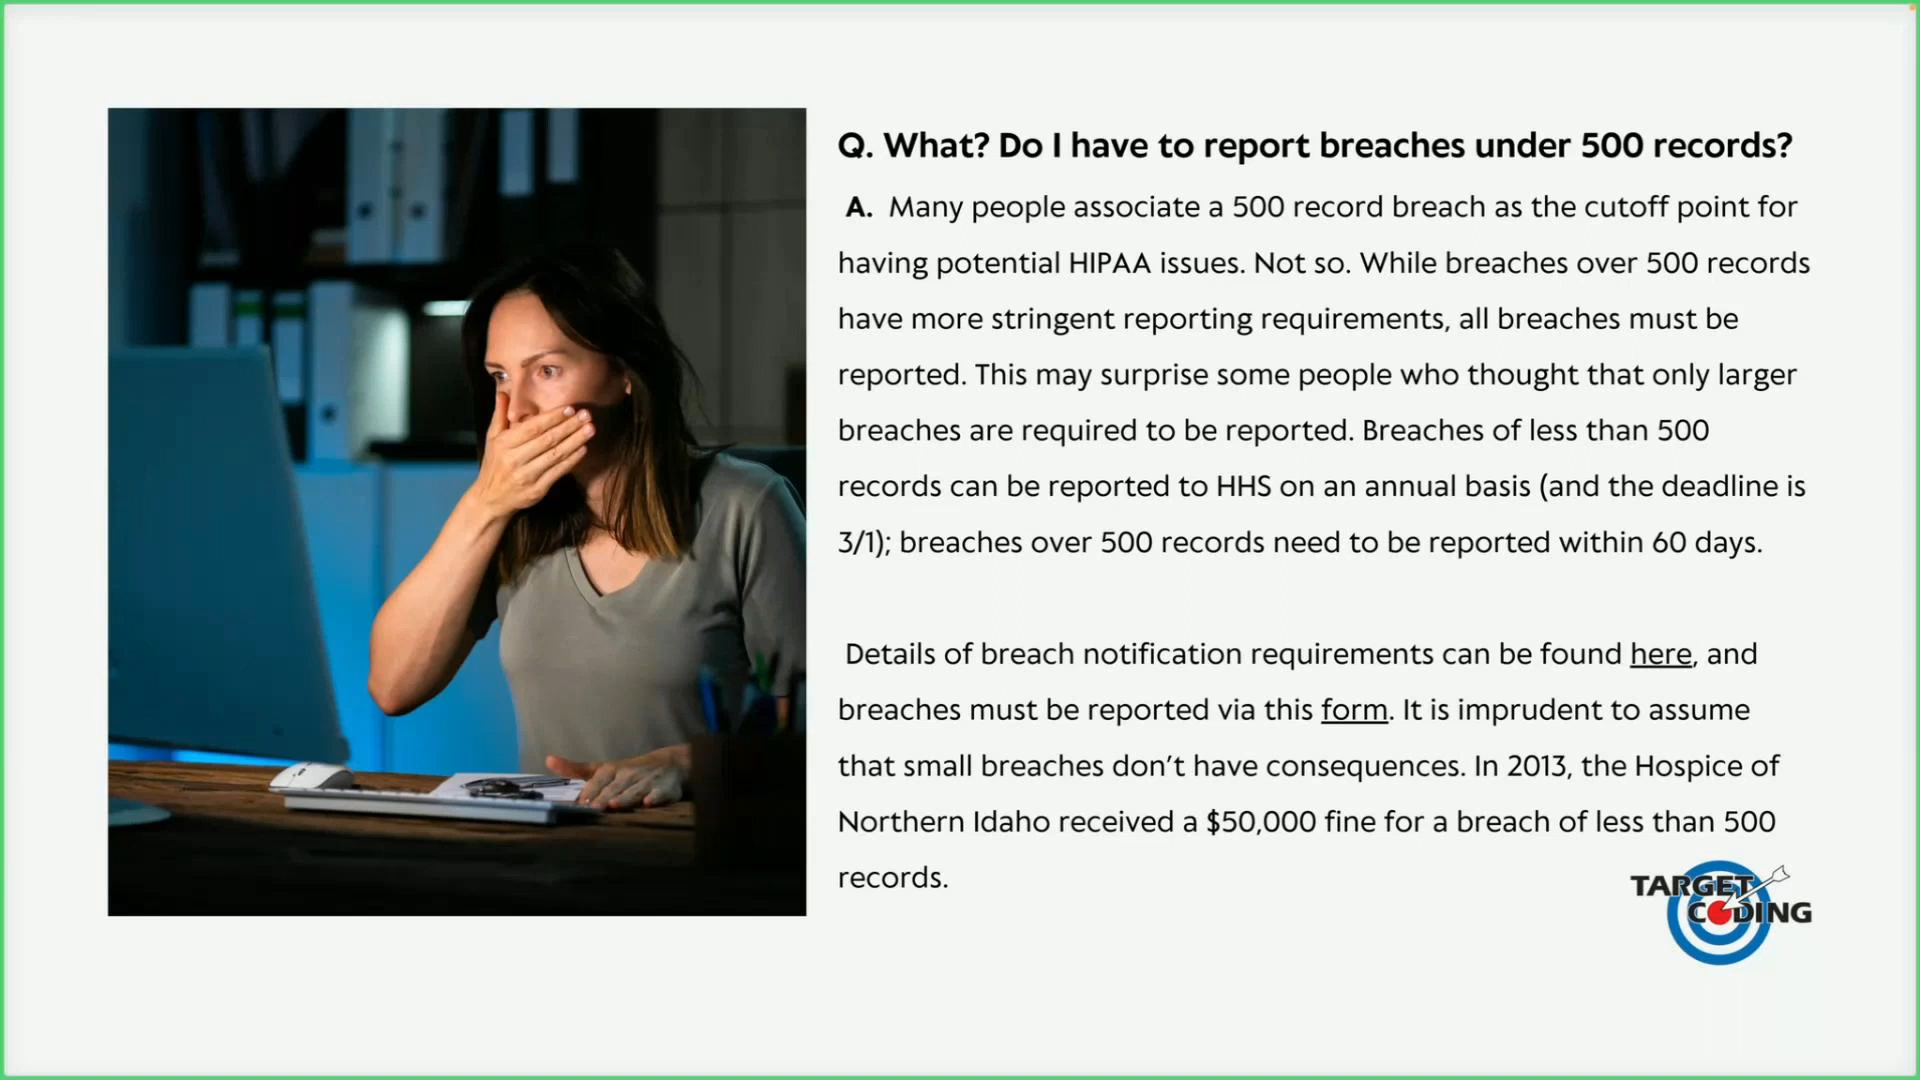 Q. What? Do I have to report breaches under 500 records?
A. Many people associate a 500 record breach as the cutoff point for
having potential HIPAA issues. Not so. While breaches over 500 records
have more stringent reporting requirements, all breaches must be
reported. This may surprise some people who thought that only larger
breaches are required to be reported. Breaches of less than 500
records can be reported to HHS on an annual basis (and the deadline is
3/1); breaches over 500 records need to be reported within 60 days.
Details of breach notification requirements can be found here, and
breaches must be reported via this form. It is imprudent to assume
that small breaches don’t have consequences. In 2013, the Hospice of
Northern Idaho received a $50,000 fine for a breach of less than 500
records.
TARGET
CODING